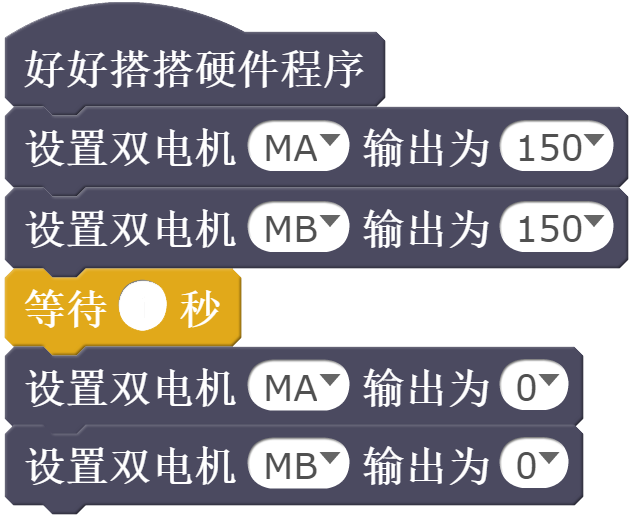 好好搭搭硬件程序
设置双电机 MA 输出为 150
设置双电机 MB 输出为 150
等待 秒
设置双电机 MA 输出为 0
设置双电机 MB 输出为 0